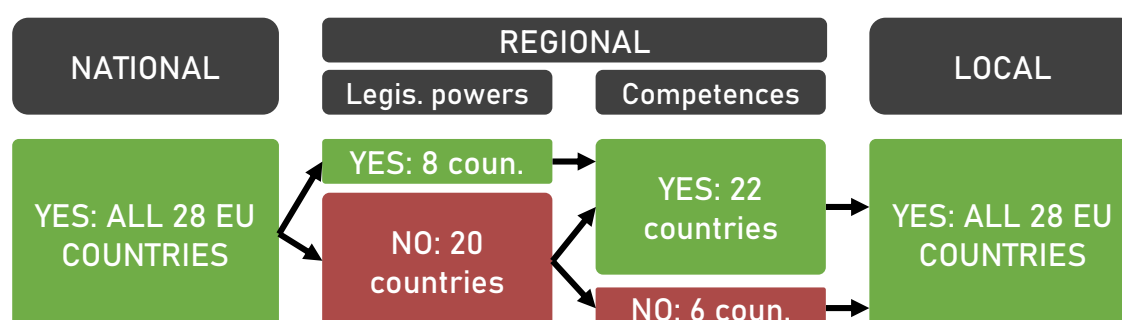 NATIONAL
REGIONAL
Legis. powers
Competences
LOCAL
YES: ALL 28 EU
COUNTRIES
YES: 8 coun.
NO: 20
countries
YES: 22
countries
NO: 6 coun.
YES: ALL 28 EU
COUNTRIES